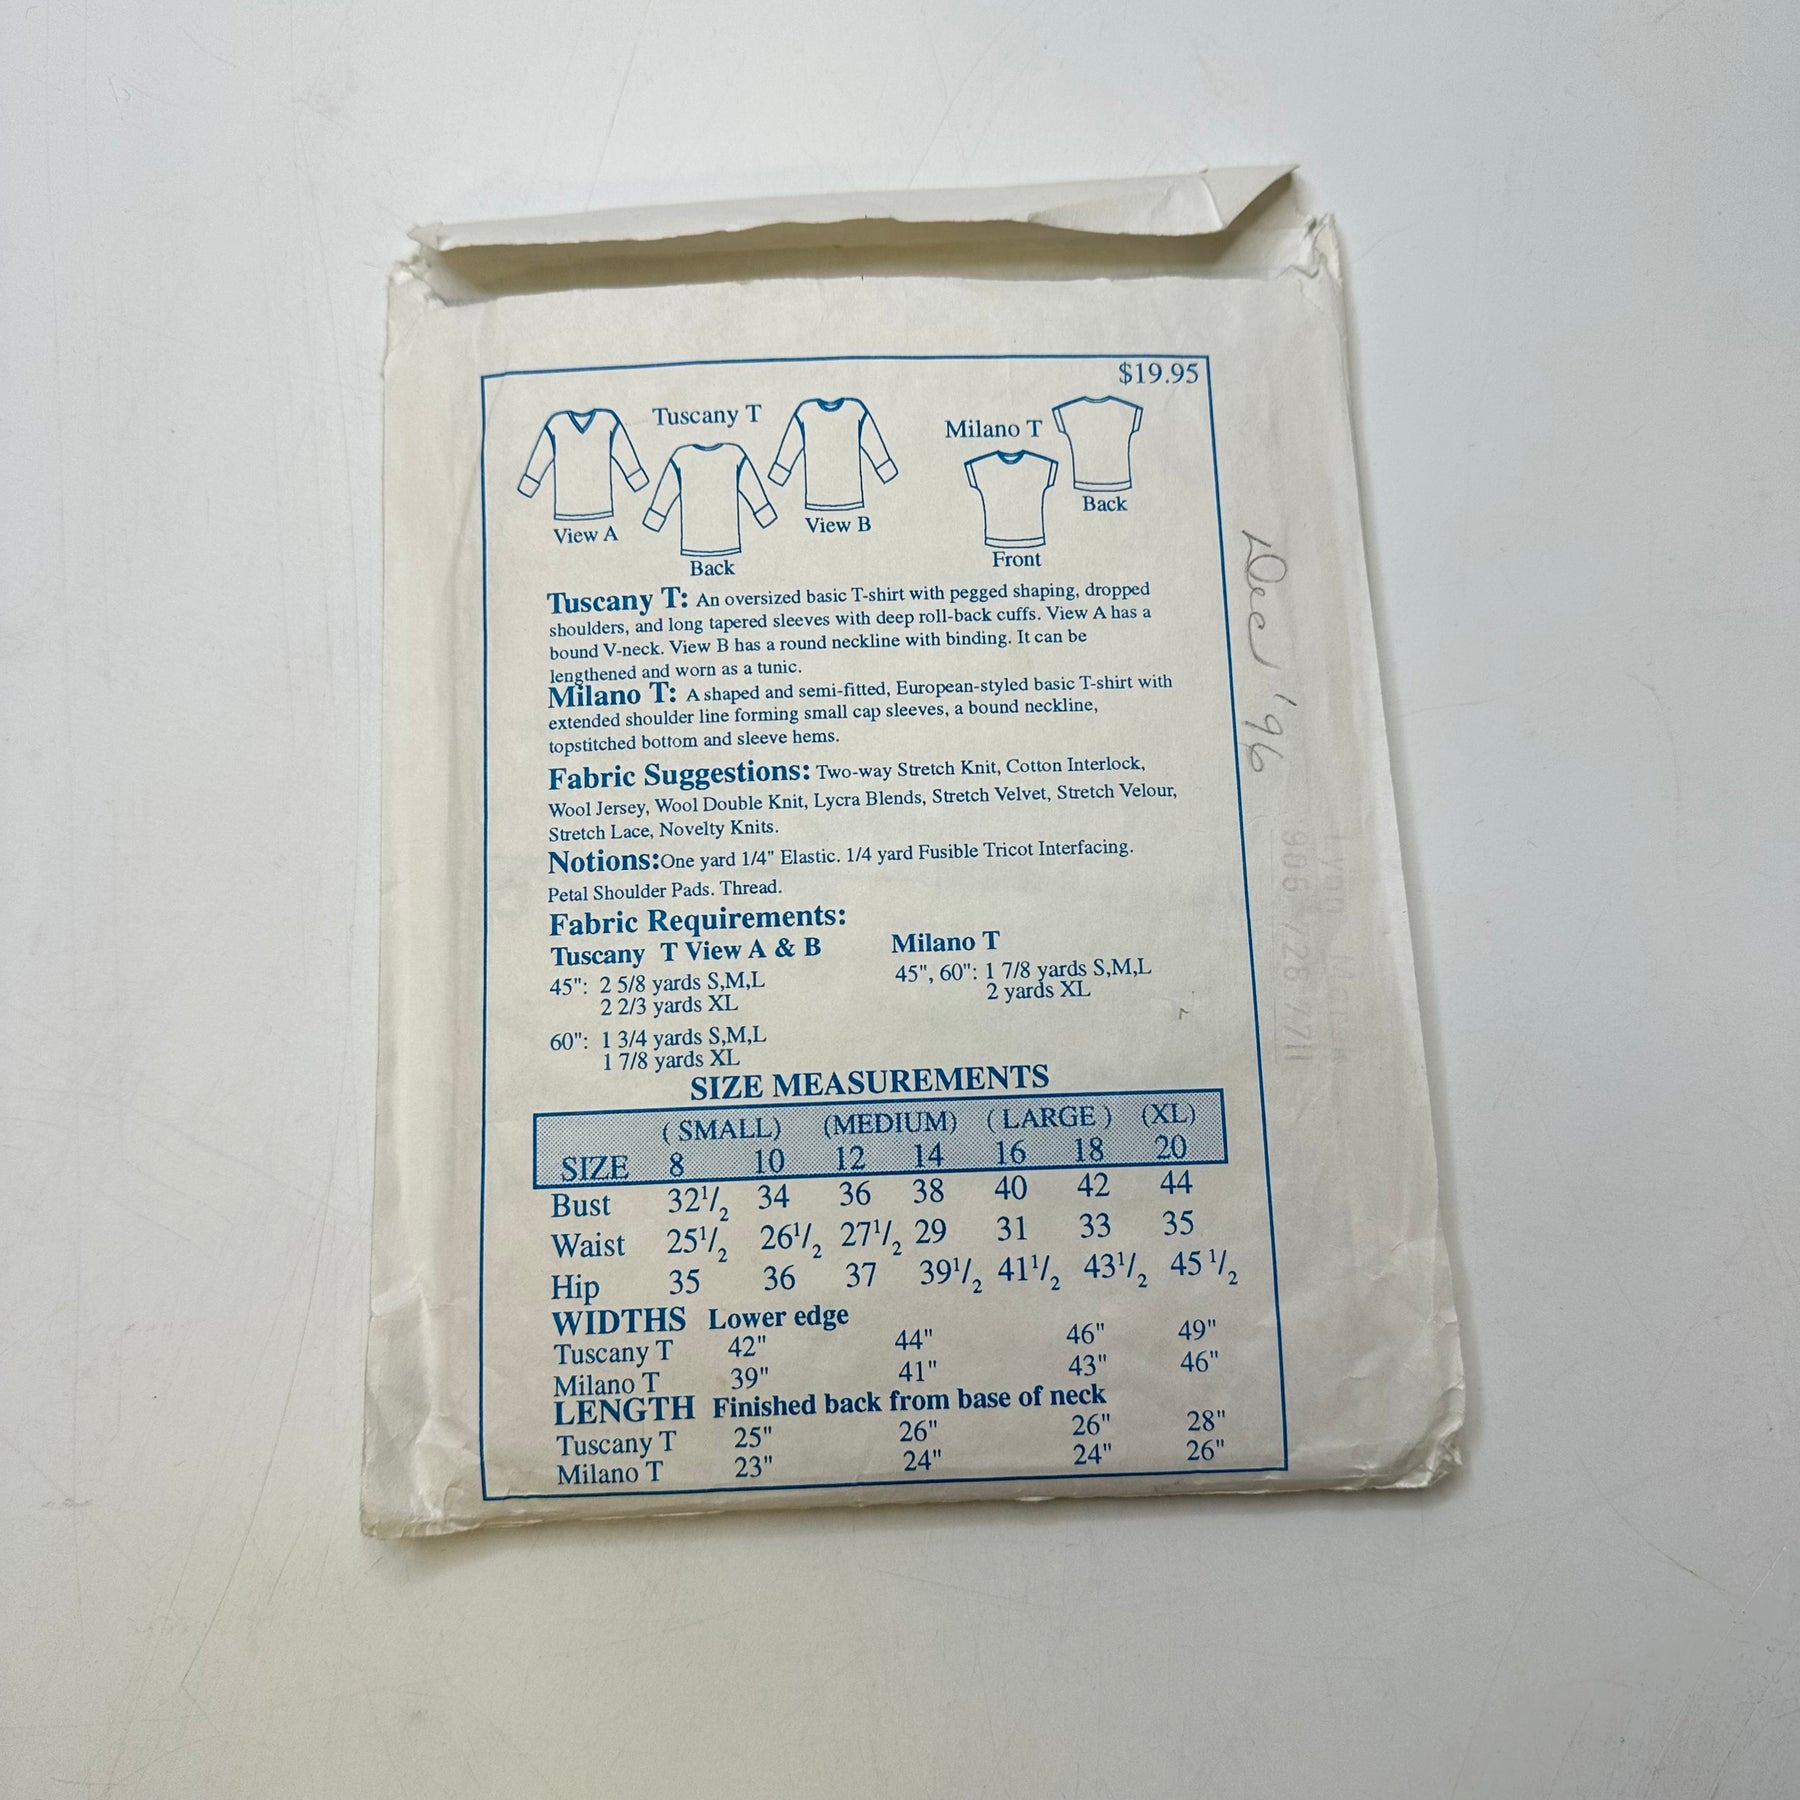 $19.95
Tuscany T
Milano T
View A
Back
View B
Front
Back
Tuscany T: An oversized basic T-shirt with pegged shaping, dropped
shoulders, and long tapered sleeves with deep roll-back cuffs. View A has a
bound V-neck. View B has a round neckline with binding. It can be
lengthened and worn as a tunic.
Milano T: A shaped and semi-fitted, European-styled basic T-shirt with
extended shoulder line forming small cap sleeves, a bound neckline,
topstitched bottom and sleeve hems.
Fabric Suggestions: Two-way Stretch Knit, Cotton Interlock,
Wool Jersey, Wool Double Knit, Lycra Blends, Stretch Velvet, Stretch Velour,
Stretch Lace, Novelty Knits.
Notions:One yard 1/4" Elastic. 1/4 yard Fusible Tricot Interfacing.
Petal Shoulder Pads. Thread.
Fabric Requirements:
Tuscany T View A & B
45": 2 5/8 yards S,M,L
2 2/3 yards XL
60": 1 3/4 yards S,M,L
1 7/8 yards XL
Milano T
45", 60": 1 7/8 yards S,M,L
2 yards XL
SIZE MEASUREMENTS
(SMALL) (MEDIUM) (LARGE) (XL)
SIZE 8 10 12 14 16 18 20
Bust 32 1/2 34 36 38 40 42 44
Waist 25 1/2 26 1/2 27 1/2 29 31 33 35
Hip 35 36 37 39 1/2 41 1/2 43 1/2 45 1/2
WIDTHS Lower edge
Tuscany T 42" 44" 46" 49"
Milano T 39" 41" 43" 46"
LENGTH Finished back from base of neck
Tuscany T 25" 26" 26" 28"
Milano T 23" 24" 24" 26"
Dec '96